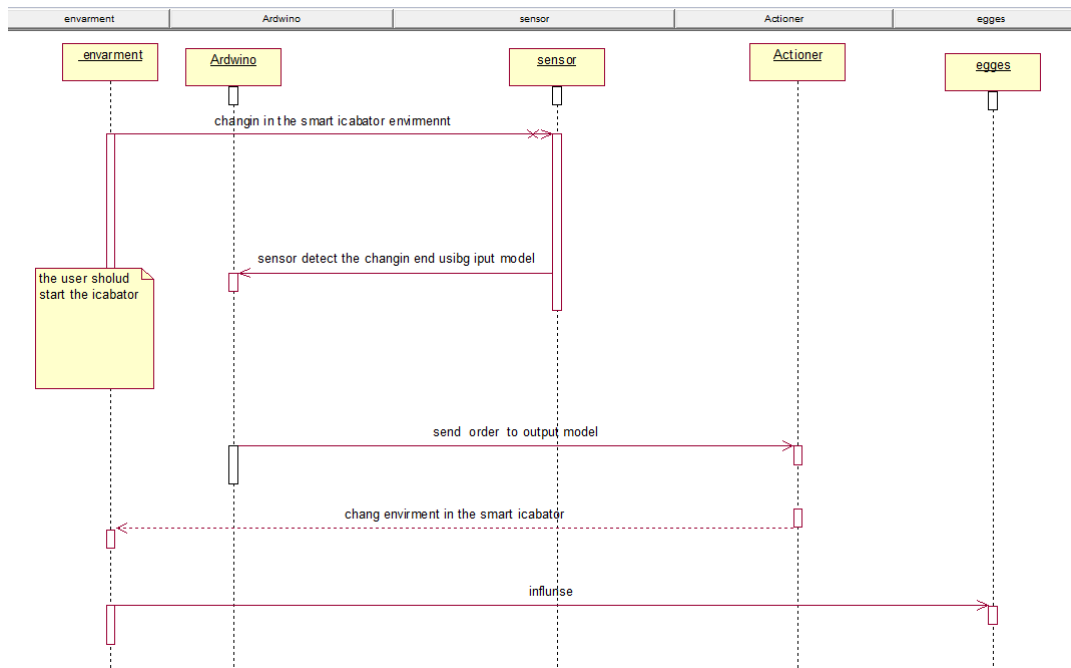 envarment Ardwino sensor Actioner egges
envarment Ardwino sensor Actioner egges
changin in the smart icabator envimennt
sensor detect the changin end usibg iput model
the user sholud
start the icabator
send order to output model
chang envirment in the smart icabator
influnse